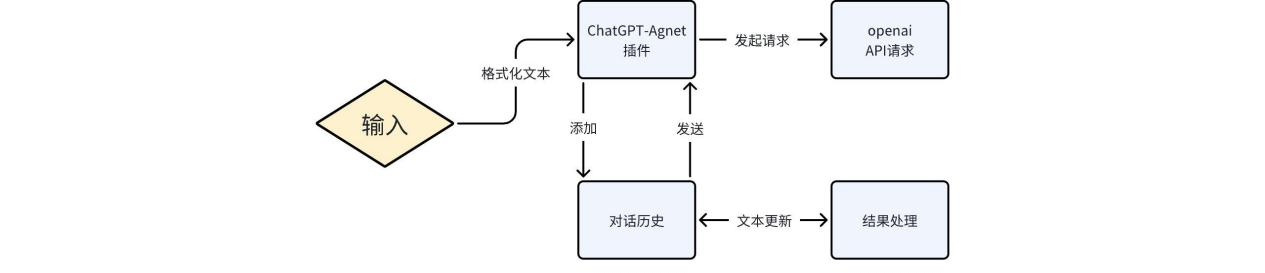 ChatGPT-Agnet
插件
发起请求
openai
API请求
格式化文本
输入
添加
发送
对话历史
文本更新
结果处理